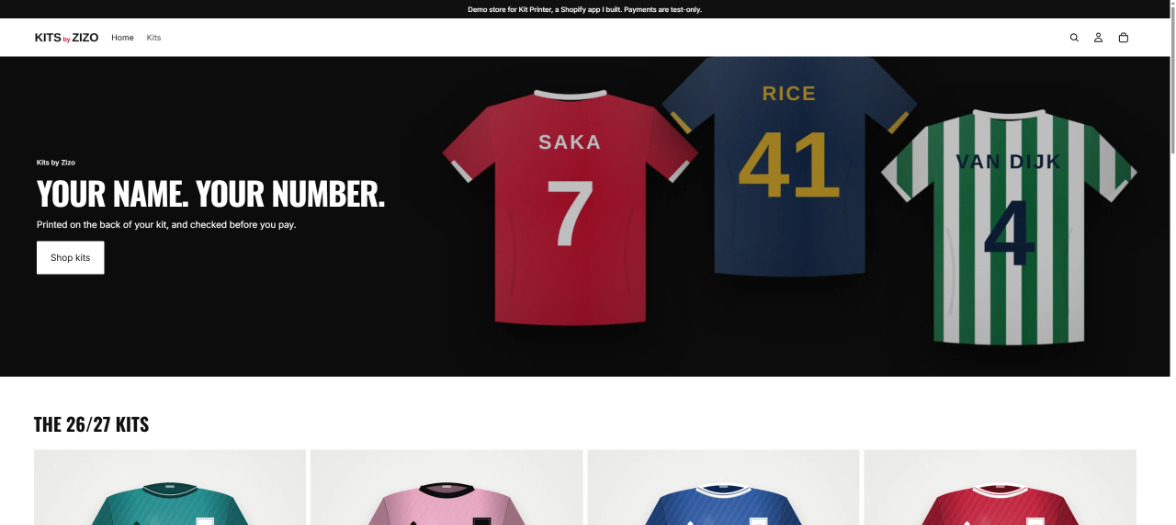 Demo store for Kit Printer, a Shopify app I built. Payments are test-only.
KITS by ZIZO Home Kits
SAKA
7
RICE
41
VAN DIJK
4
Kits by Zizo
YOUR NAME. YOUR NUMBER.
Printed on the back of your kit, and checked before you pay.
Shop kits
THE 26/27 KITS